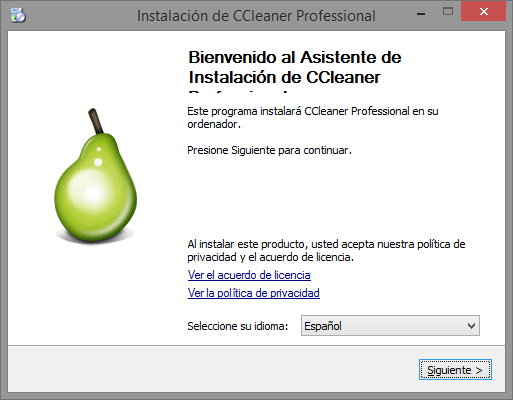 Instalación de CCleaner Professional
Bienvenido al Asistente de
Instalación de CCleaner
Este programa instalará CCleaner Professional en su
ordenador.
Presione Siguiente para continuar.
Al instalar este producto, usted acepta nuestra política de
privacidad y el acuerdo de licencia.
Ver el acuerdo de licencia
Ver la política de privacidad
Seleccione su idioma: Español
Siguiente >